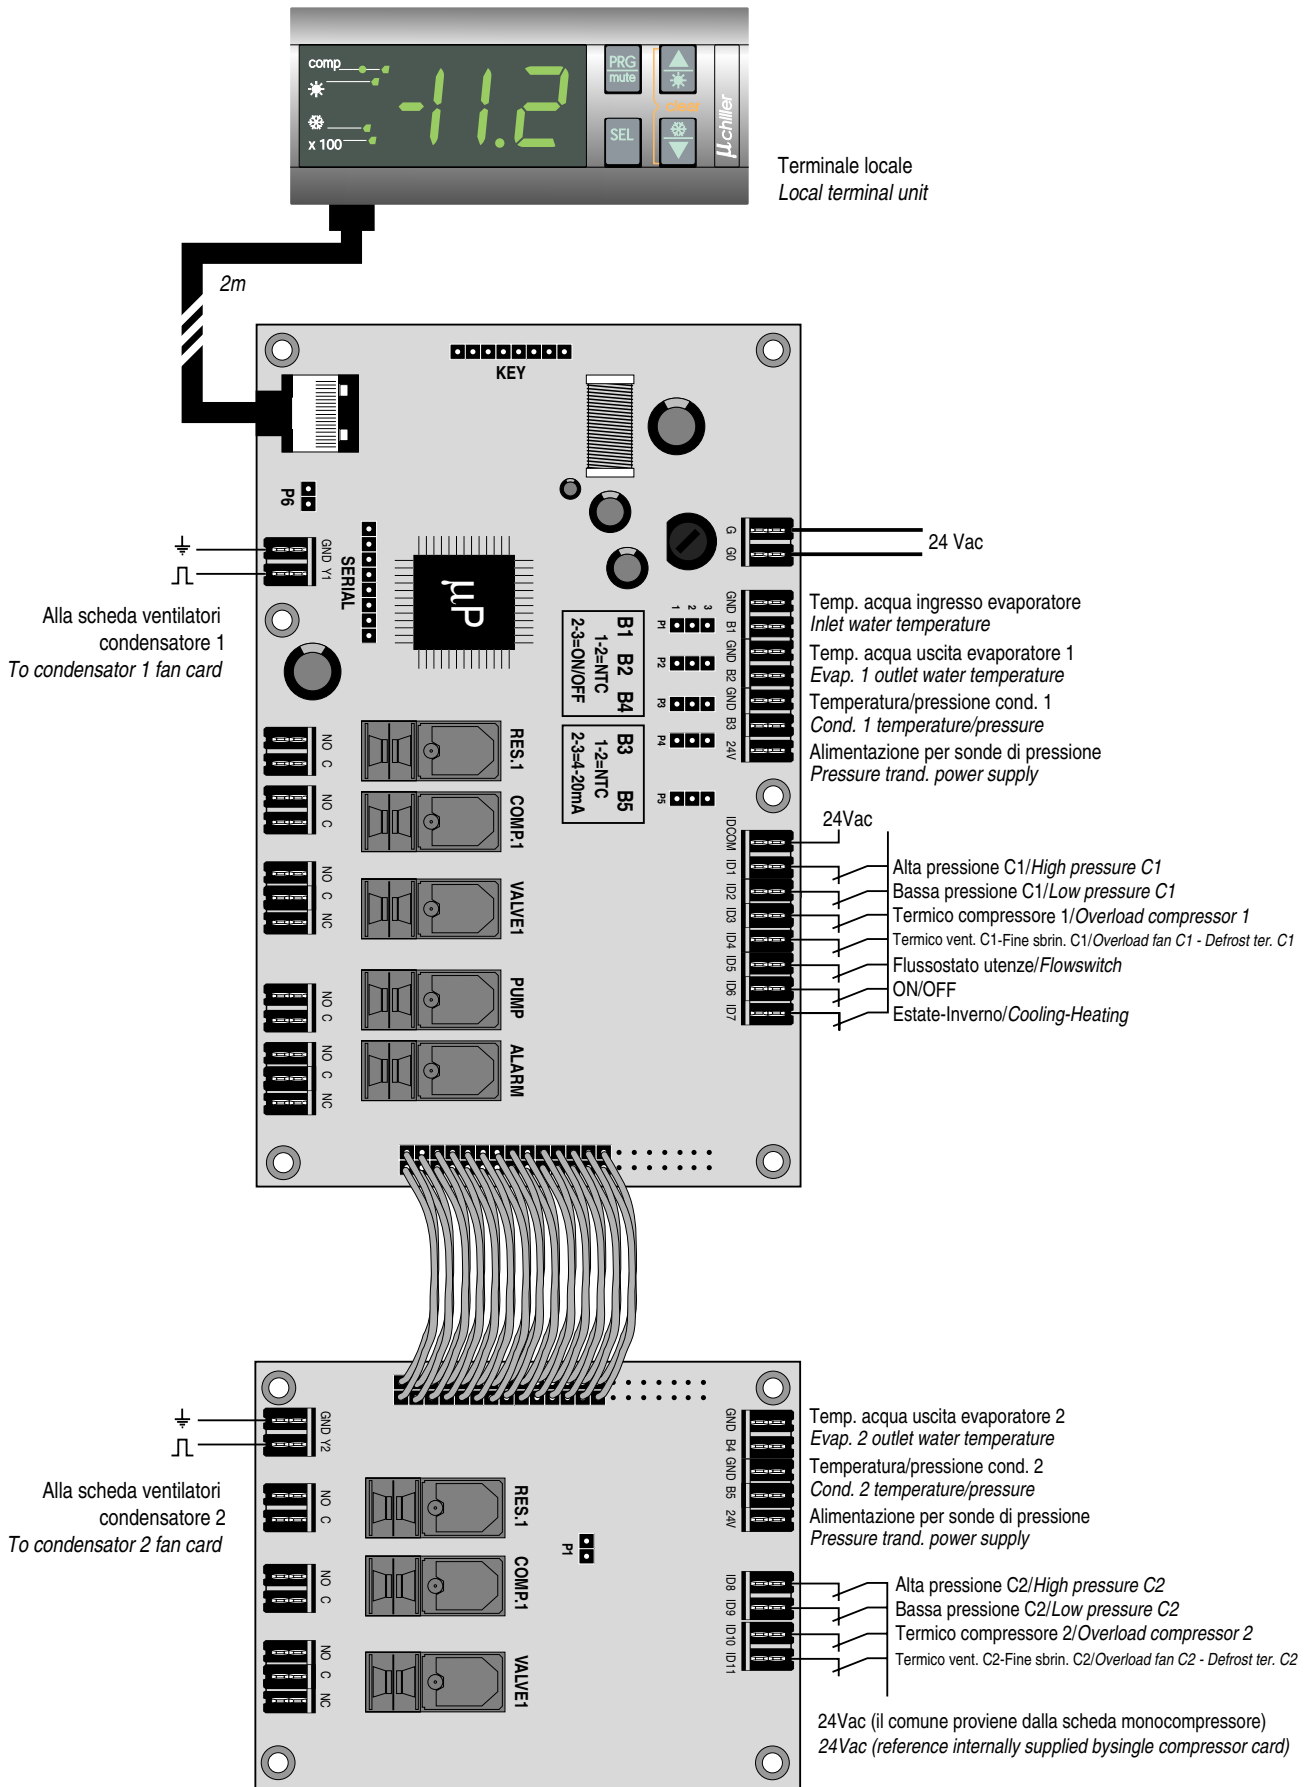 comp
x 100
-11.2
PRG
mute
SEL
clear
µchiller
Terminale locale
Local terminal unit
2m
KEY
P6
GND
Y1
SERIAL
µP
G
G0
24 Vac
Alla scheda ventilatori
condensatore 1
To condensator 1 fan card
1
2
3
P1
P2
P3
P4
P5
B1 B2 B4
1-2=NTC
2-3=ON/OFF
B3 B5
1-2=NTC
2-3=4-20mA
GND
B1
GND
B2
GND
B3
24V
Temp. acqua ingresso evaporatore
Inlet water temperature
Temp. acqua uscita evaporatore 1
Evap. 1 outlet water temperature
Temperatura/pressione cond. 1
Cond. 1 temperature/pressure
Alimentazione per sonde di pressione
Pressure trand. power supply
NO
C
RES.1
NO
C
COMP.1
NO
C
NC
VALVE1
NO
C
PUMP
NO
C
NC
ALARM
24Vac
IDCOM
ID1
ID2
ID3
ID4
ID5
ID6
ID7
Alta pressione C1/High pressure C1
Bassa pressione C1/Low pressure C1
Termico compressore 1/Overload compressor 1
Termico vent. C1-Fine sbrin. C1/Overload fan C1 - Defrost ter. C1
Flussostato utenze/Flowswitch
ON/OFF
Estate-Inverno/Cooling-Heating
GND
Y2
Alla scheda ventilatori
condensatore 2
To condensator 2 fan card
NO
C
RES.1
NO
C
COMP.1
NO
C
NC
VALVE1
P1
GND
B4
GND
B5
24V
Temp. acqua uscita evaporatore 2
Evap. 2 outlet water temperature
Temperatura/pressione cond. 2
Cond. 2 temperature/pressure
Alimentazione per sonde di pressione
Pressure trand. power supply
ID8
ID9
ID10
ID11
Alta pressione C2/High pressure C2
Bassa pressione C2/Low pressure C2
Termico compressore 2/Overload compressor 2
Termico vent. C2-Fine sbrin. C2/Overload fan C2 - Defrost ter. C2
24Vac (il comune proviene dalla scheda monocompressore)
24Vac (reference internally supplied bysingle compressor card)